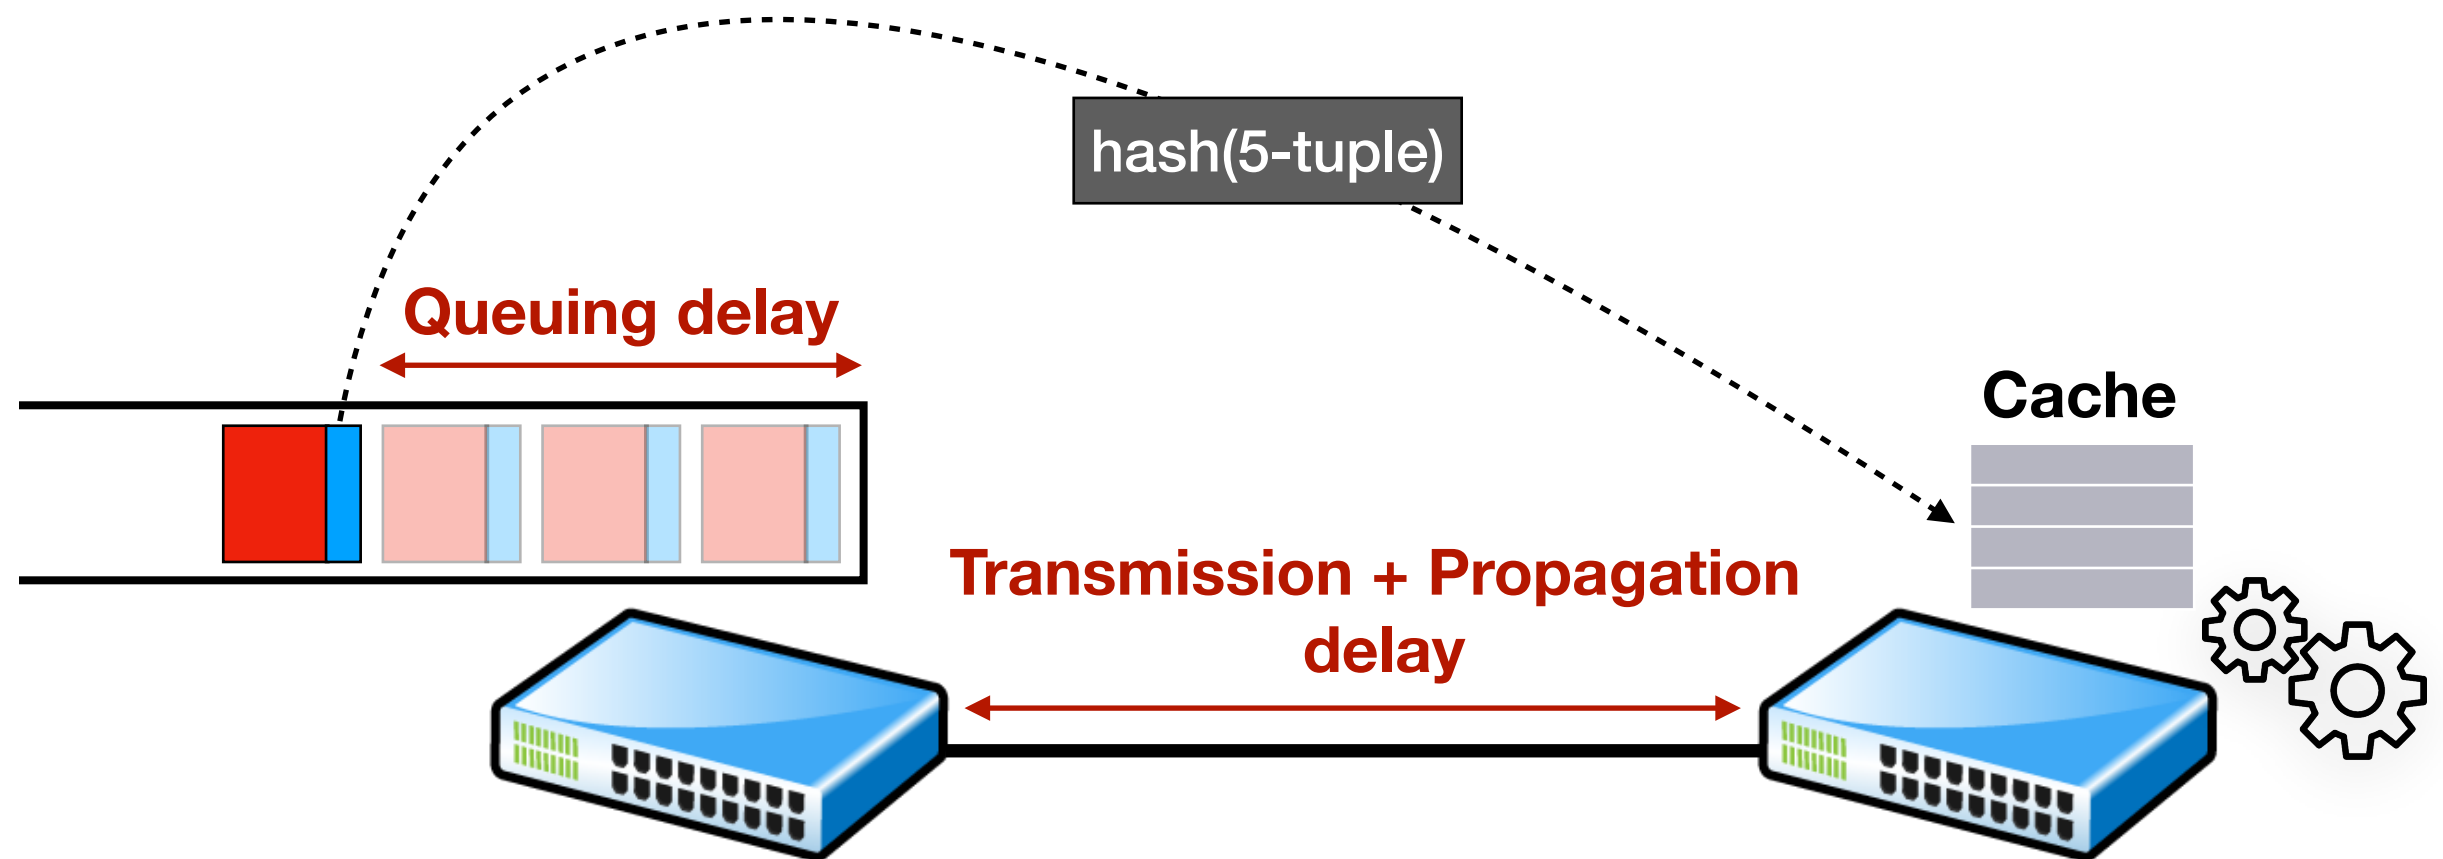 hash(5-tuple)
Queuing delay
Cache
Transmission + Propagation
delay